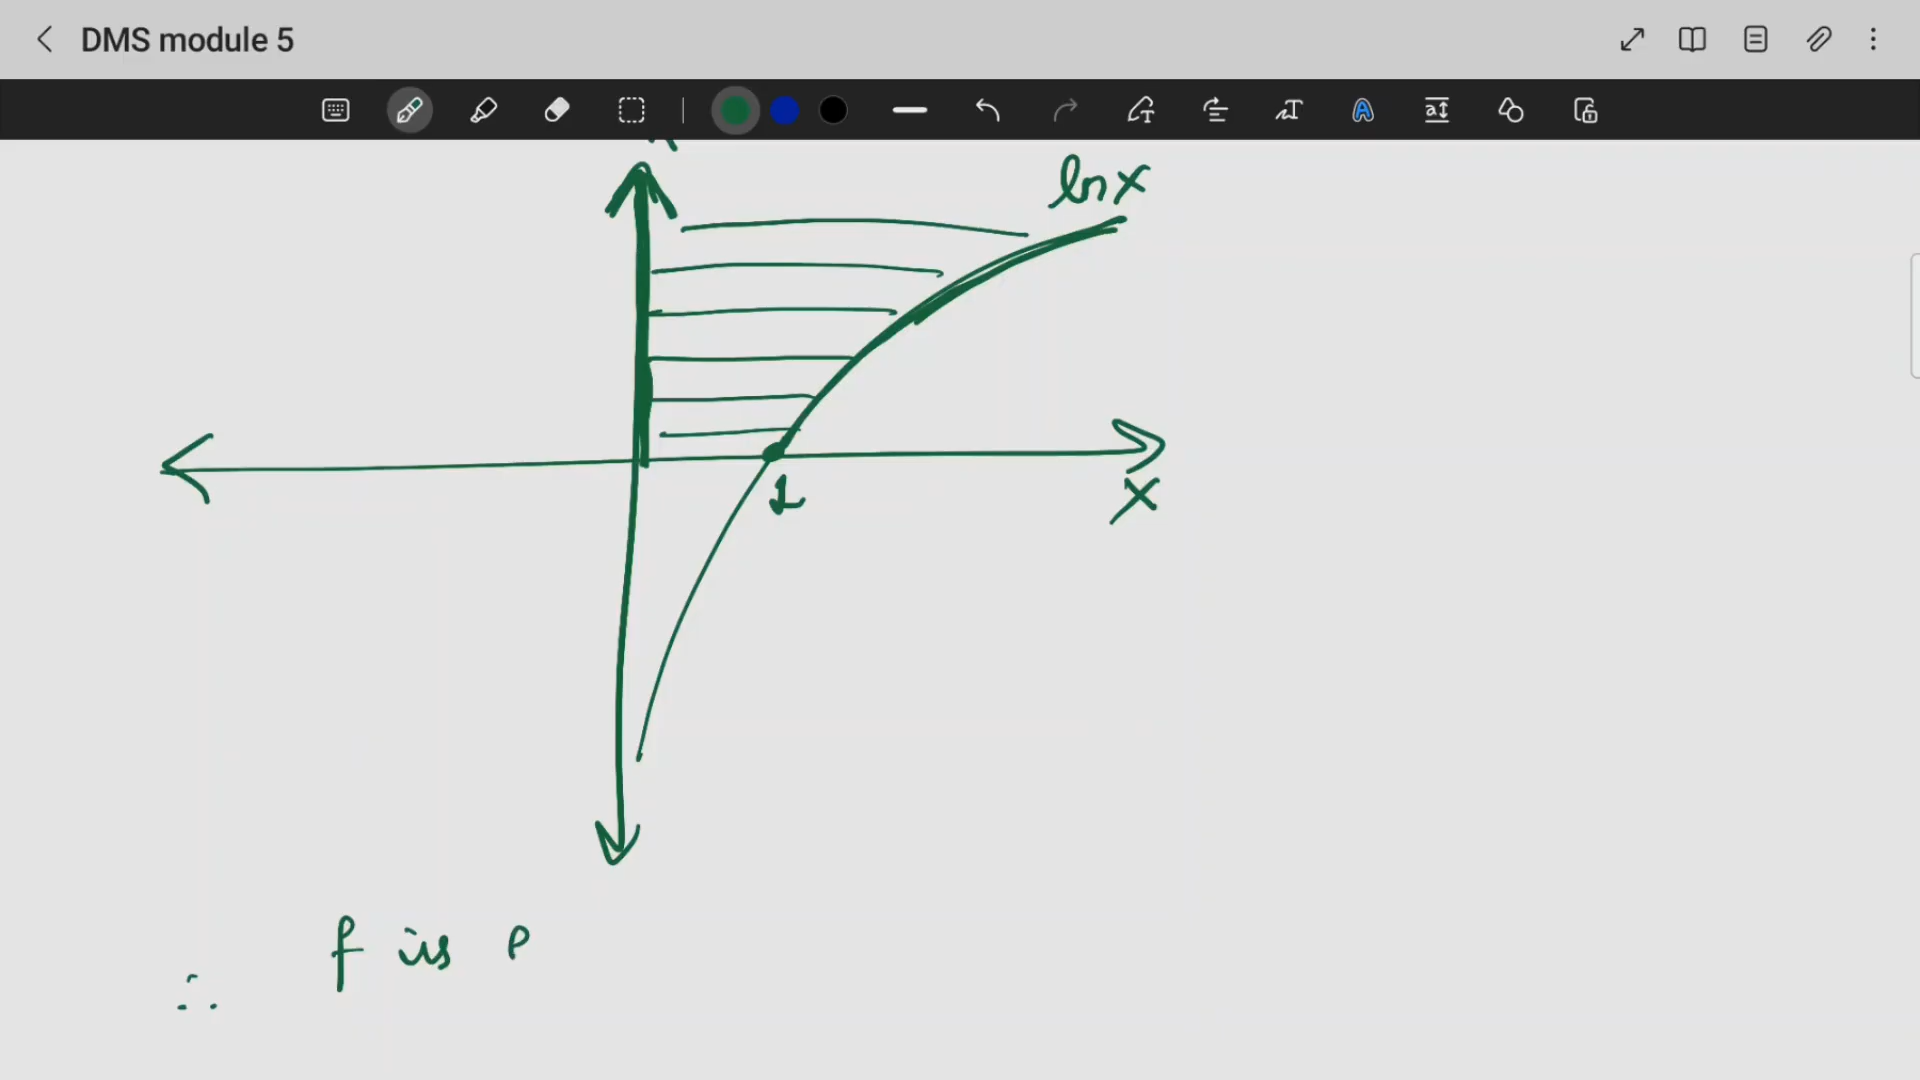 DMS module 5
ln x
1
x
∴ f is